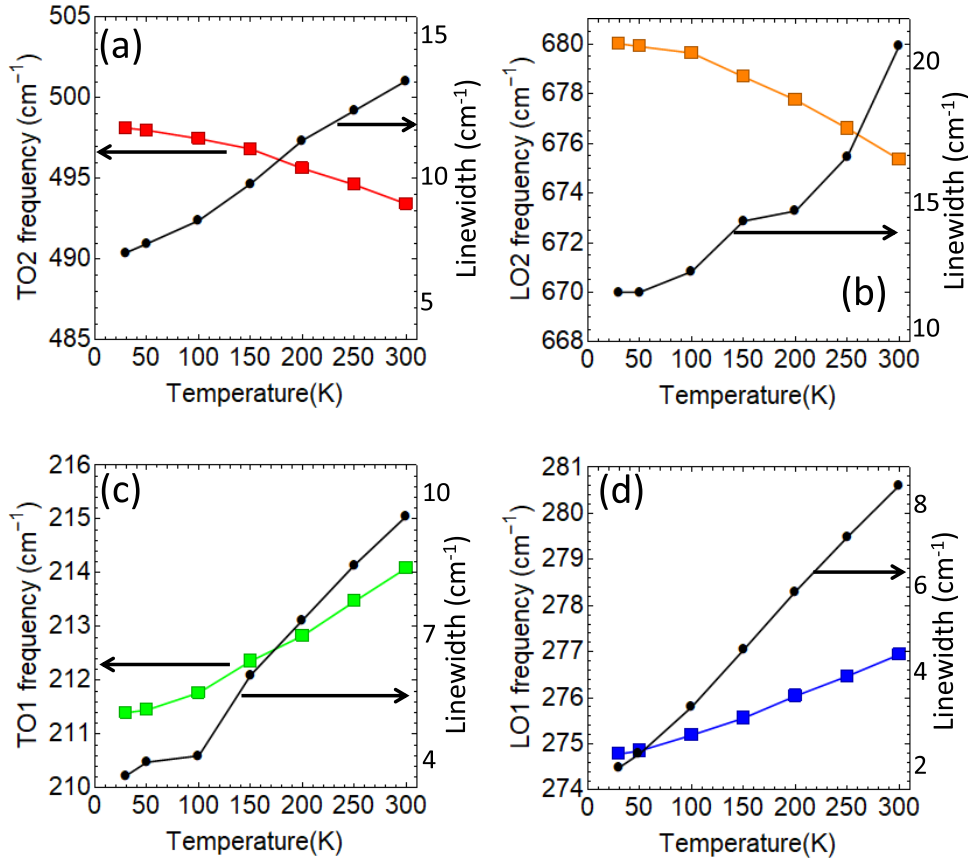 (a)
TO2 frequency (cm⁻¹)
505
500
495
490
485
15
10
5
Linewidth (cm⁻¹)
0 50 100 150 200 250 300
Temperature(K)
(b)
LO2 frequency (cm⁻¹)
680
678
676
674
672
670
668
20
15
10
Linewidth (cm⁻¹)
0 50 100 150 200 250 300
Temperature(K)
(c)
TO1 frequency (cm⁻¹)
216
215
214
213
212
211
210
10
7
4
Linewidth (cm⁻¹)
0 50 100 150 200 250 300
Temperature(K)
(d)
LO1 frequency (cm⁻¹)
281
280
279
278
277
276
275
274
8
6
4
2
Linewidth (cm⁻¹)
0 50 100 150 200 250 300
Temperature(K)